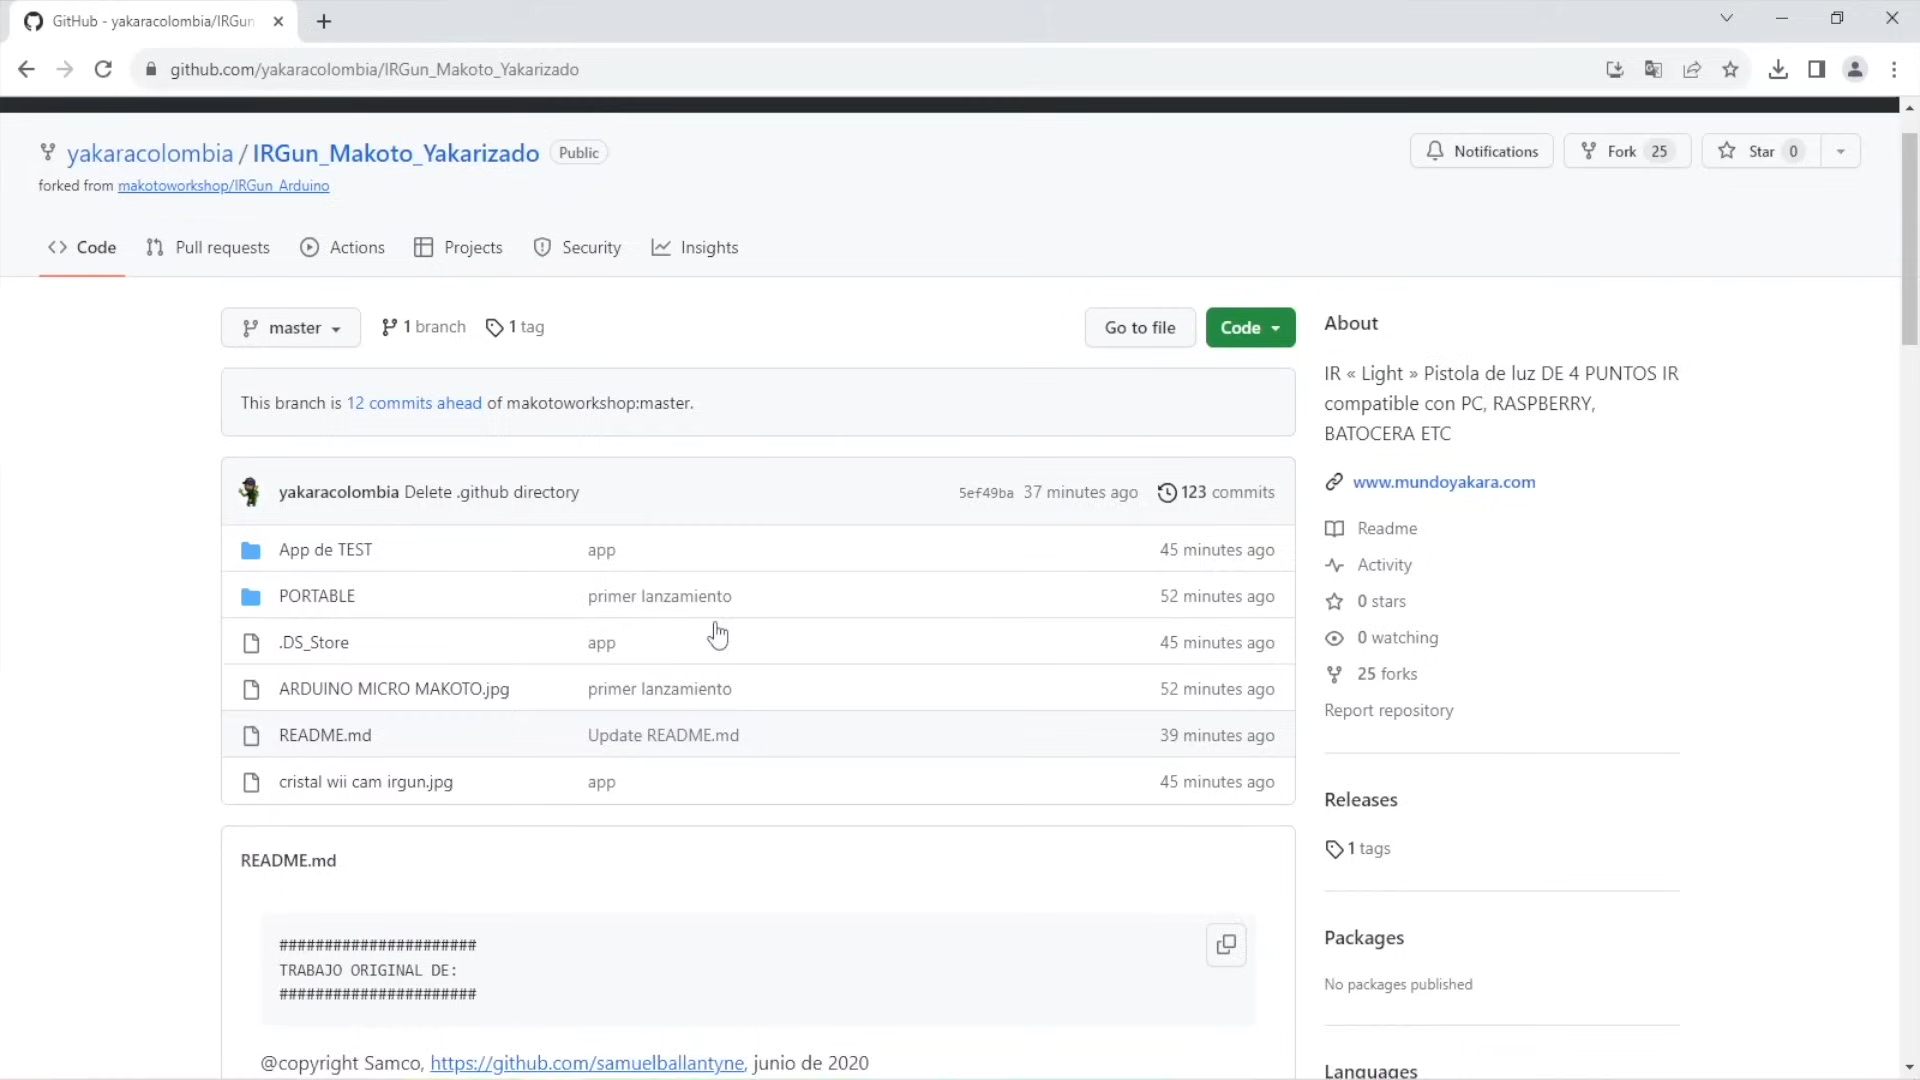 GitHub - yakaracolombia/IRGun
github.com/yakaracolombia/IRGun_Makoto_Yakarizado
yakaracolombia / IRGun_Makoto_Yakarizado Public
Notifications
Fork 25
Star 0
forked from makotoworkshop/IRGun_Arduino
Code
Pull requests
Actions
Projects
Security
Insights
master
1 branch
1 tag
Go to file
Code
This branch is 12 commits ahead of makotoworkshop:master.
yakaracolombia Delete .github directory 5ef49ba 37 minutes ago 123 commits
App de TEST app 45 minutes ago
PORTABLE primer lanzamiento 52 minutes ago
.DS_Store app 45 minutes ago
ARDUINO MICRO MAKOTO.jpg primer lanzamiento 52 minutes ago
README.md Update README.md 39 minutes ago
cristal wii cam irgun.jpg app 45 minutes ago
README.md
######################
TRABAJO ORIGINAL DE:
######################
@copyright Samco, https://github.com/samuelballantyne, junio de 2020
About
IR « Light » Pistola de luz DE 4 PUNTOS IR
compatible con PC, RASPBERRY,
BATOCERA ETC
www.mundoyakara.com
Readme
Activity
0 stars
0 watching
25 forks
Report repository
Releases
1 tags
Packages
No packages published
Languages